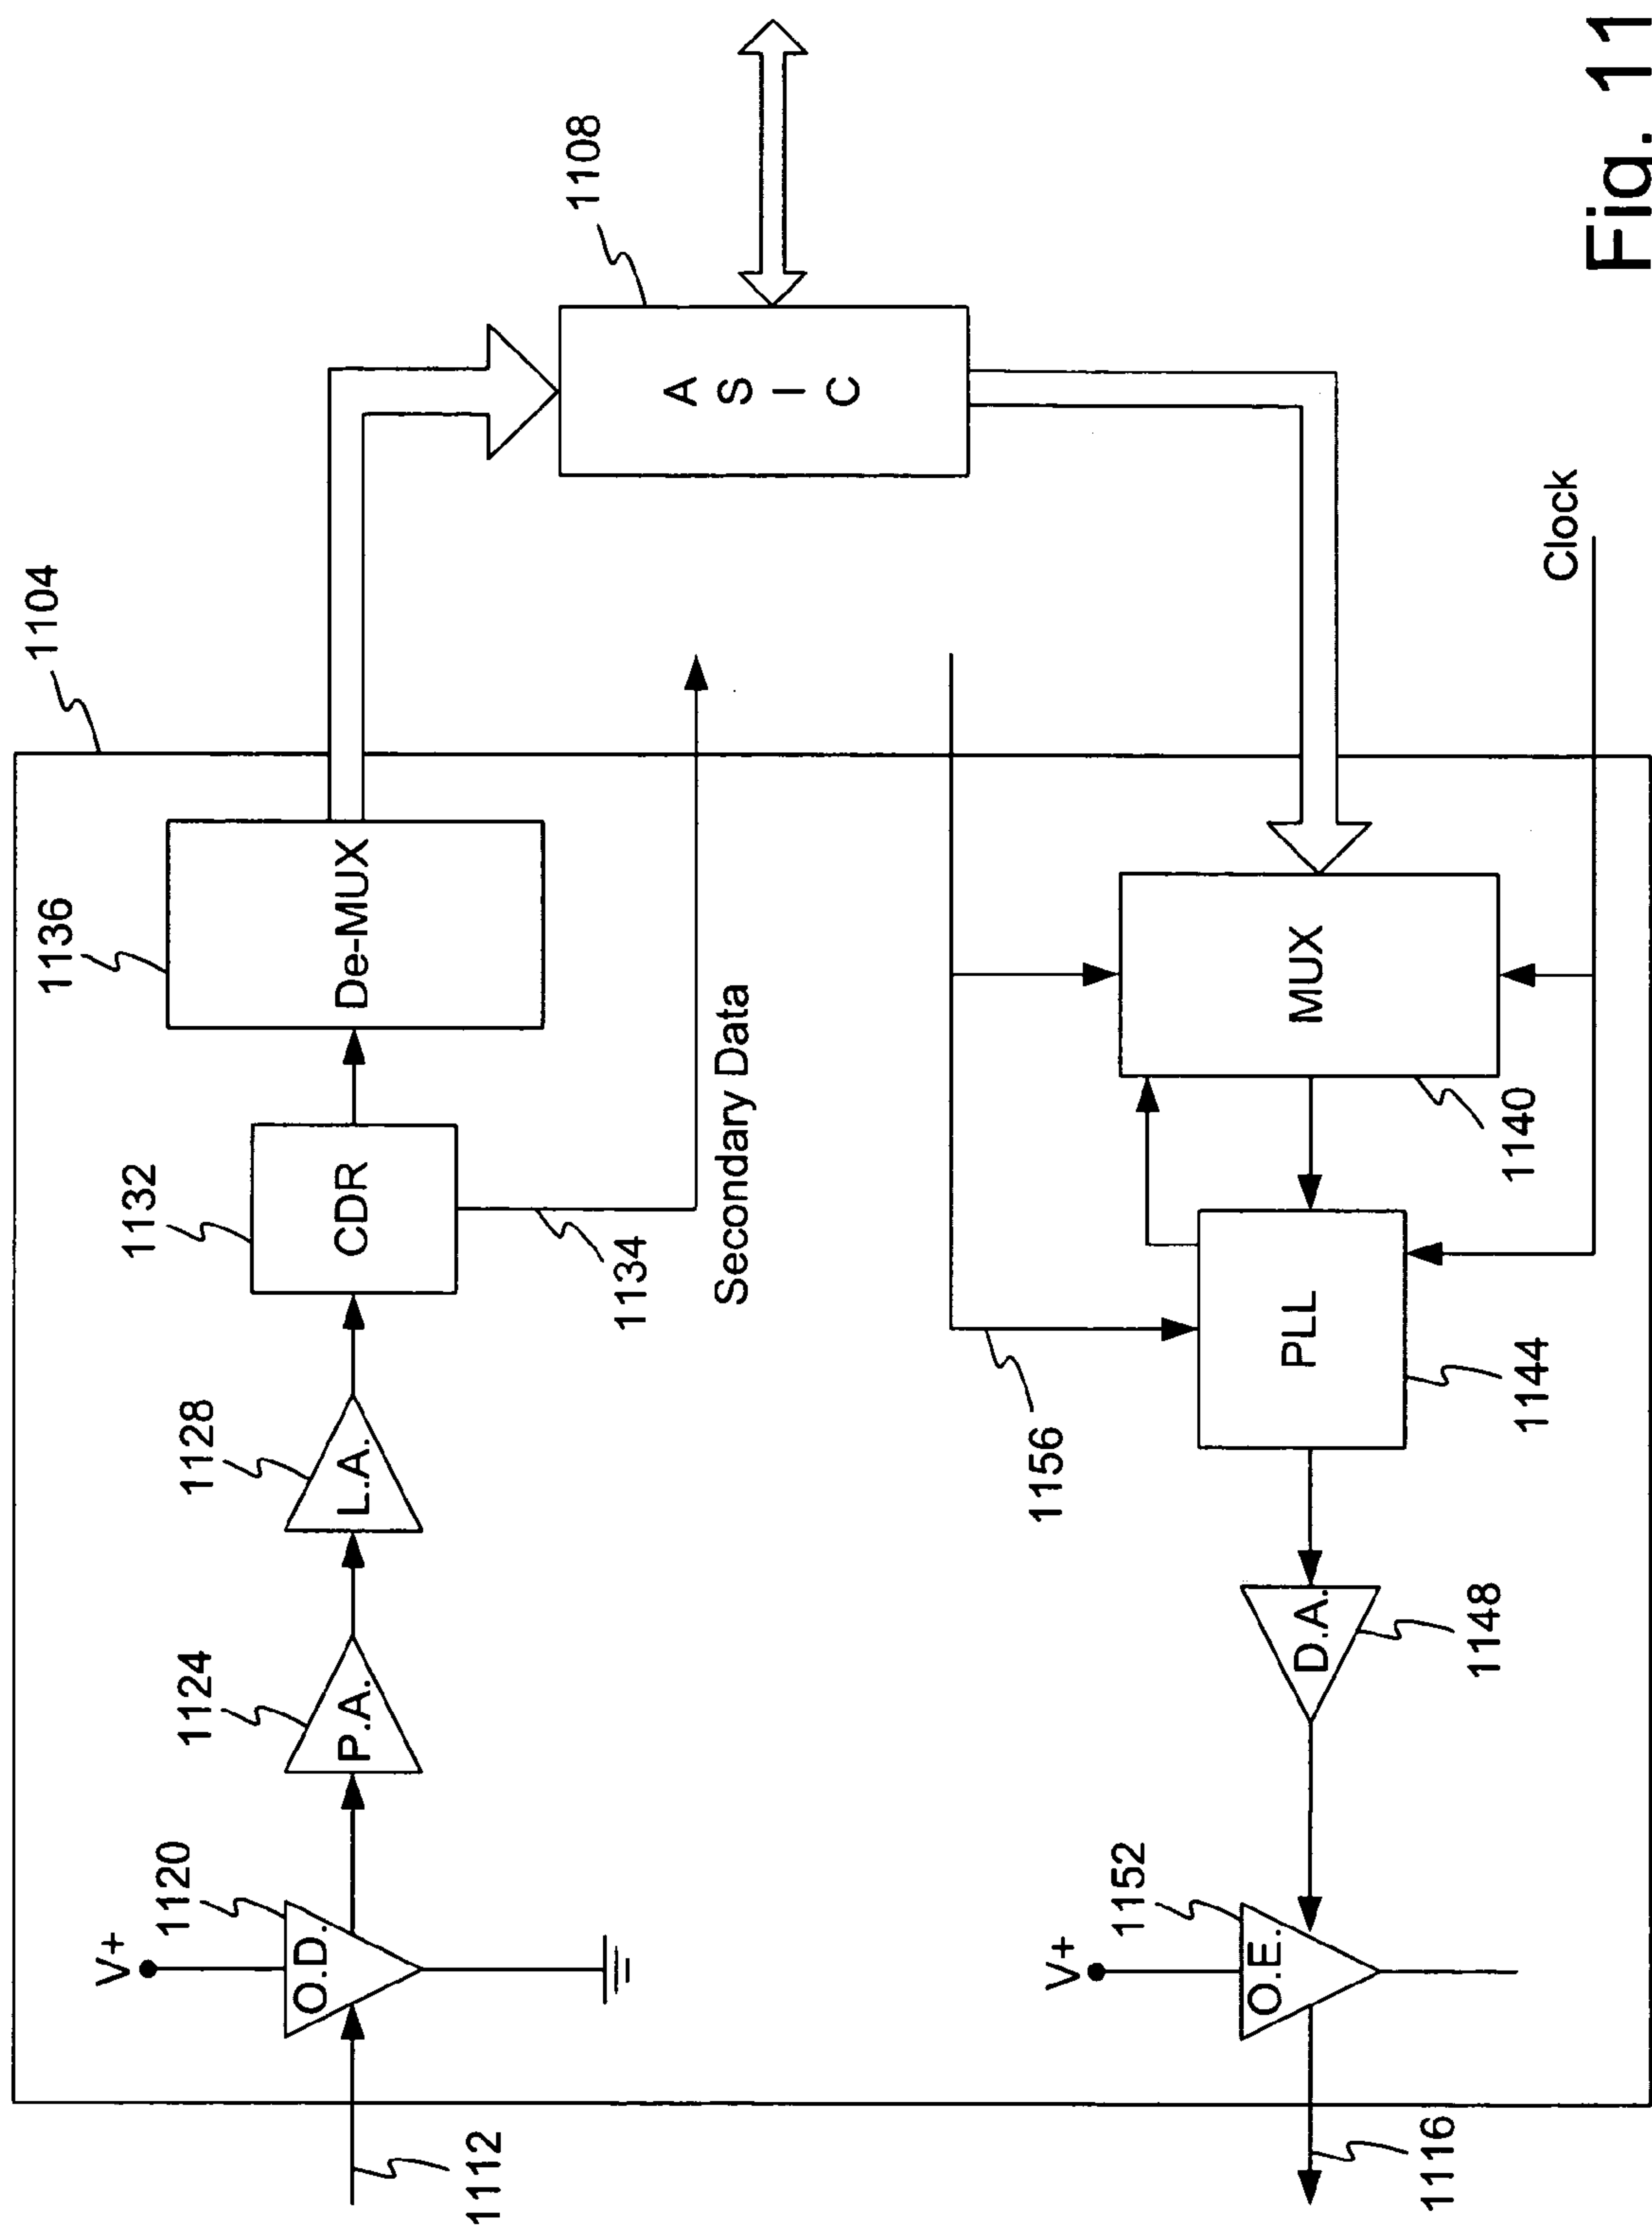 1104
1136
1132
1128
1124
1120
V+
O.D.
P.A.
L.A.
CDR
De-MUX
1108
1112
1134
Secondary Data
A
S
I
C
1156
V+
1152
O.E.
D.A.
PLL
MUX
1116
1148
1144
1140
Clock
Fig. 11